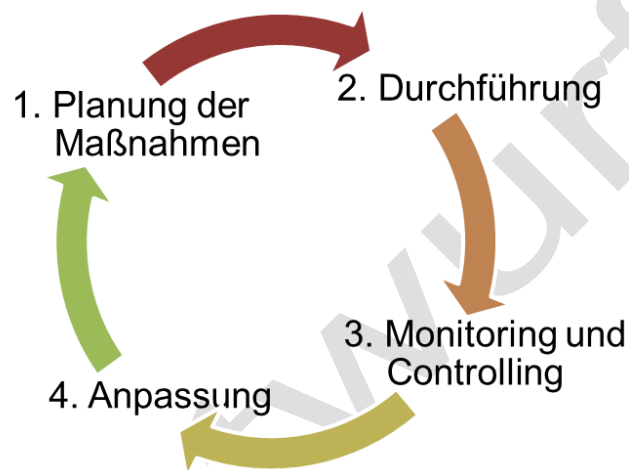 1. Planung der
Maßnahmen
2. Durchführung
3. Monitoring und
Controlling
4. Anpassung